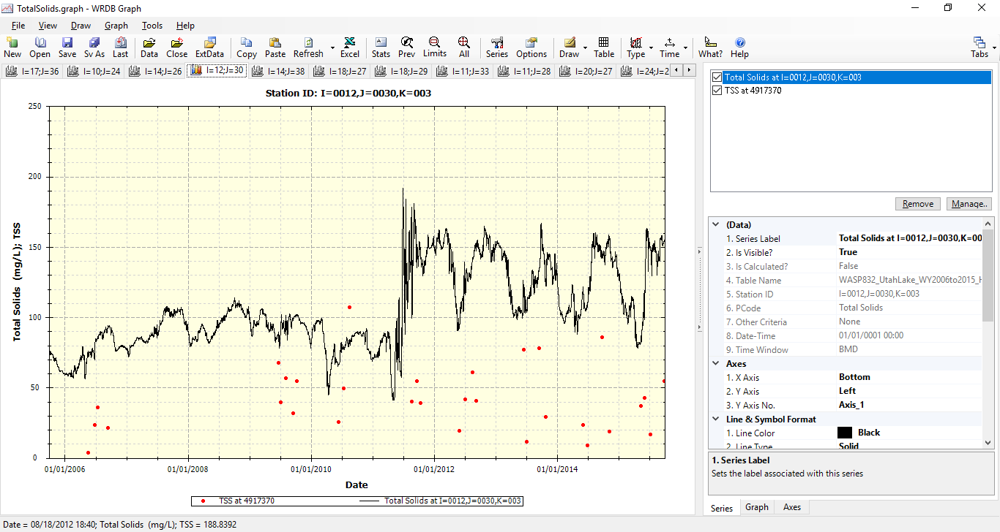 TotalSolids.graph - WRDB Graph
File View Draw Graph Tools Help
New Open Save Sv As Last Data Close ExtData Copy Paste Refresh Excel Stats Prev Limits All Series Options Draw Table Type Time What? Help Tabs
I=17;J=36 I=10;J=24 I=14;J=26 I=12;J=30 I=14;J=38 I=18;J=27 I=18;J=29 I=11;J=33 I=11;J=28 I=20;J=27 I=24;J=2
Station ID: I=0012,J=0030,K=003
250
200
150
100
50
0
Total Solids (mg/L); TSS
01/01/2006 01/01/2008 01/01/2010 01/01/2012 01/01/2014
Date
TSS at 4917370 Total Solids at I=0012,J=0030,K=003
Total Solids at I=0012,J=0030,K=003
TSS at 4917370
Remove Manage..
(Data)
1. Series Label Total Solids at I=0012,J=0030,K=00
2. Is Visible? True
3. Is Calculated? False
4. Table Name WASP832_UtahLake_WY2006to2015_H
5. Station ID I=0012,J=0030,K=003
6. PCode Total Solids
7. Other Criteria None
8. Date-Time 01/01/0001 00:00
9. Time Window BMD
Axes
1. X Axis Bottom
2. Y Axis Left
3. Y Axis No. Axis_1
Line & Symbol Format
1. Line Color Black
2. Line Type Solid
1. Series Label
Sets the label associated with this series
Series Graph Axes
Date = 08/18/2012 18:40; Total Solids (mg/L); TSS = 188.8392